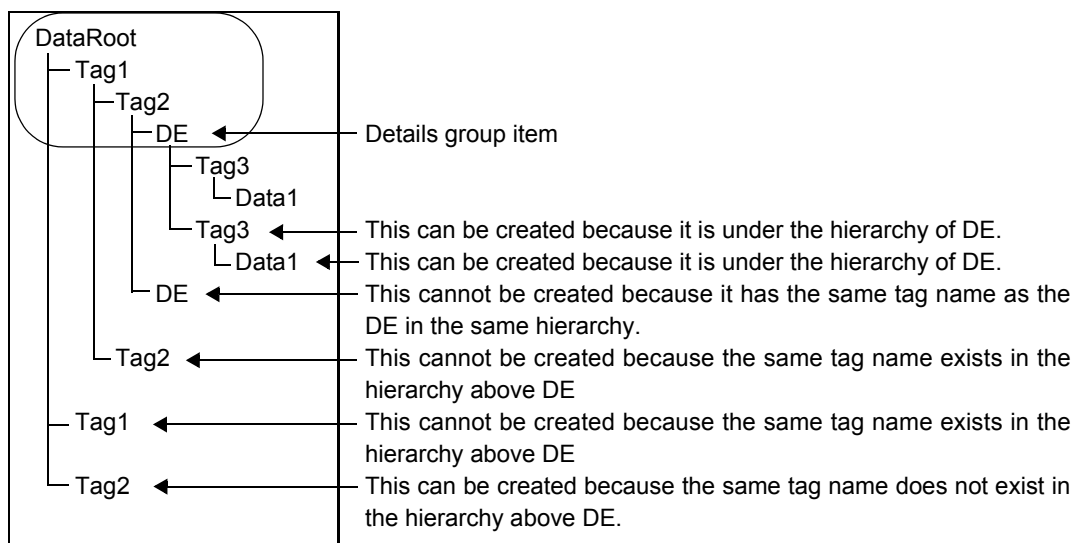 DataRoot
Tag1
Tag2
DE Details group item
Tag3
Data1
Tag3 This can be created because it is under the hierarchy of DE.
Data1 This can be created because it is under the hierarchy of DE.
DE This cannot be created because it has the same tag name as the
DE in the same hierarchy.
Tag2 This cannot be created because the same tag name exists in the
hierarchy above DE
Tag1 This cannot be created because the same tag name exists in the
hierarchy above DE
Tag2 This can be created because the same tag name does not exist in
the hierarchy above DE.